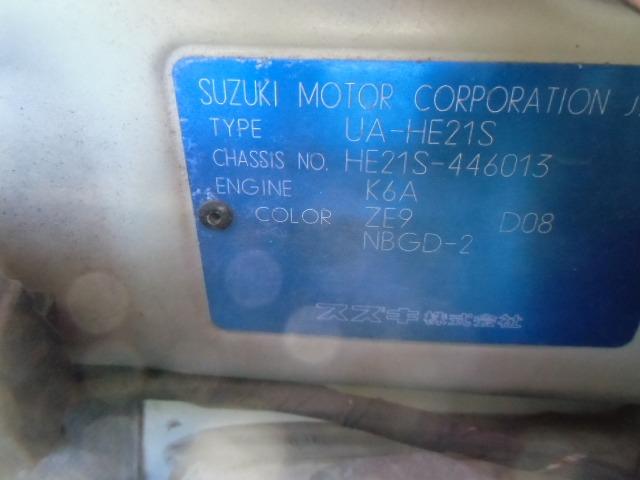 SUZUKI MOTOR CORPORATION
TYPE UA-HE21S
CHASSIS NO. HE21S-446013
ENGINE K6A
COLOR ZE9 D08
NBGD-2
スズキ株式会社